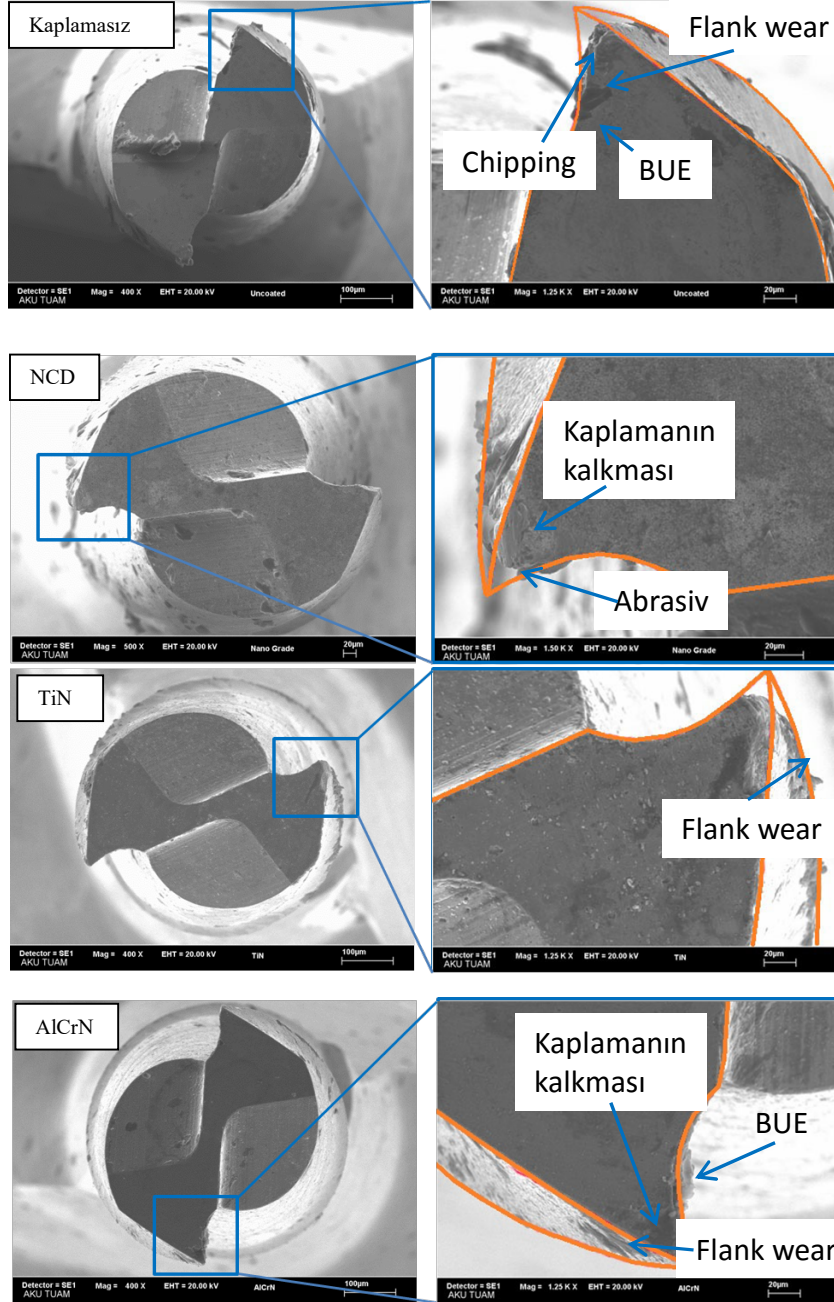 Kaplamasız
Flank wear
Chipping
BUE
Detector = SE1 Mag = 400 X EHT = 20.00 kV 100µm
AKU TUAM
Detector = SE1 Mag = 1.25 K X EHT = 20.00 kV Uncoated 20µm
AKU TUAM
NCD
Kaplamanın
kalkması
Abrasiv
Detector = SE1 Mag = 500 X EHT = 20.00 kV Nano Grade 20µm
AKU TUAM
Detector = SE1 Mag = 1.50 K X EHT = 20.00 kV Nano Grade 20µm
AKU TUAM
TiN
Flank wear
Detector = SE1 Mag = 400 X EHT = 20.00 kV 100µm
AKU TUAM
Detector = SE1 Mag = 1.25 K X EHT = 20.00 kV TiN 20µm
AKU TUAM
AlCrN
Kaplamanın
kalkması
BUE
Flank wear
Detector = SE1 Mag = 400 X EHT = 20.00 kV AlCrN 100µm
AKU TUAM
Detector = SE1 Mag = 1.25 K X EHT = 20.00 kV AlCrN 20µm
AKU TUAM